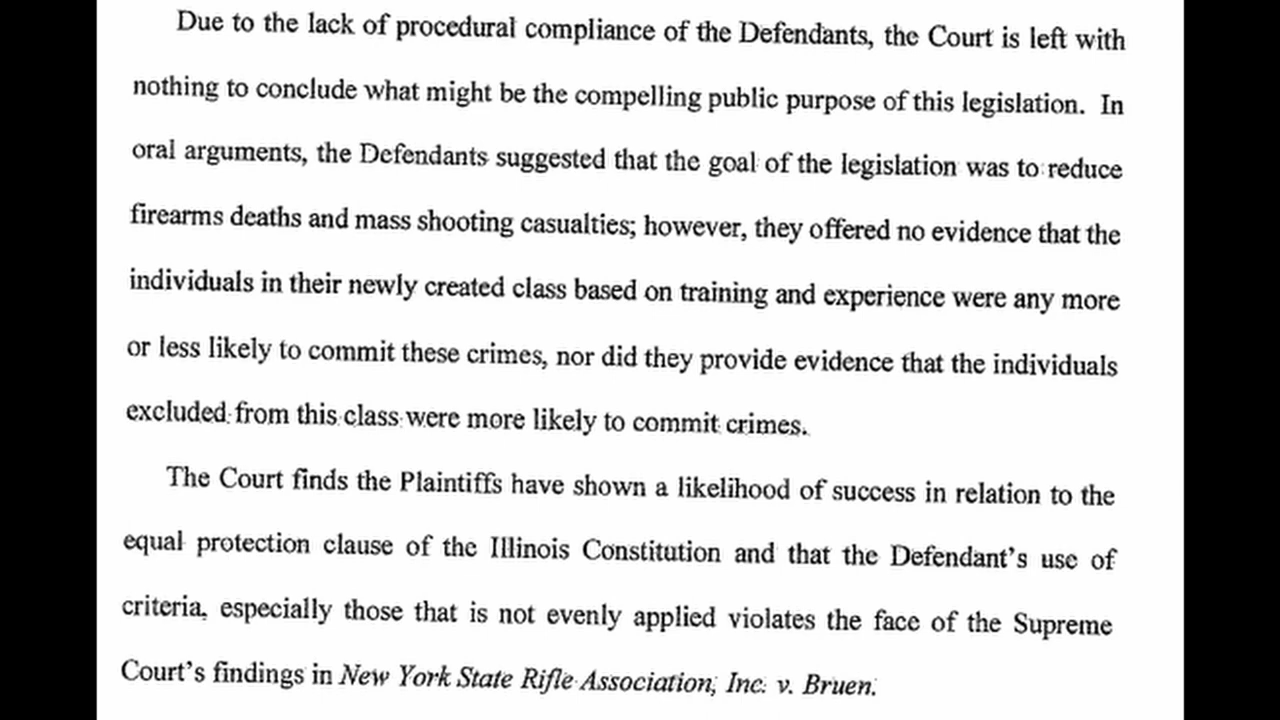 Due to the lack of procedural compliance of the Defendants, the Court is left with
nothing to conclude what might be the compelling public purpose of this legislation. In
oral arguments, the Defendants suggested that the goal of the legislation was to reduce
firearms deaths and mass shooting casualties; however, they offered no evidence that the
individuals in their newly created class based on training and experience were any more
or less likely to commit these crimes, nor did they provide evidence that the individuals
excluded from this class were more likely to commit crimes.
The Court finds the Plaintiffs have shown a likelihood of success in relation to the
equal protection clause of the Illinois Constitution and that the Defendant's use of
criteria, especially those that is not evenly applied violates the face of the Supreme
Court's findings in New York State Rifle Association, Inc. v. Bruen.